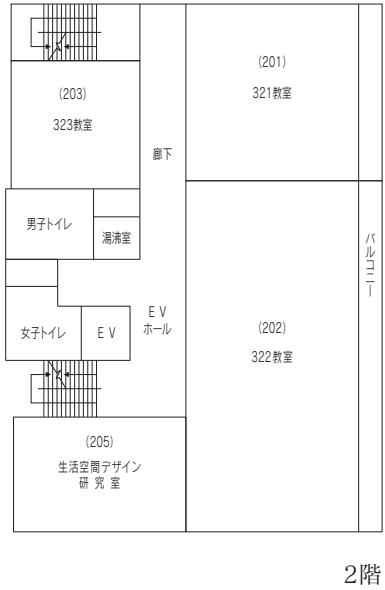 (201)
321教室
(203)
323教室
廊下
男子トイレ
湯沸室
バルコニー
EV
ホール
女子トイレ
EV
(202)
322教室
(205)
生活空間デザイン
研究室
2階